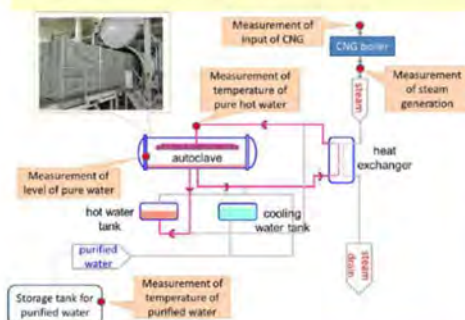 Measurement of
input of CNG
CNG boiler
Measurement of
temperature of
pure hot water
Measurement
of steam
generation
steam
autoclave
heat
exchanger
Measurement of
level of pure water
hot water
tank
cooling
water tank
purified
water
steam
drain
Storage tank for
purified water
Measurement of
temperature of
purified water